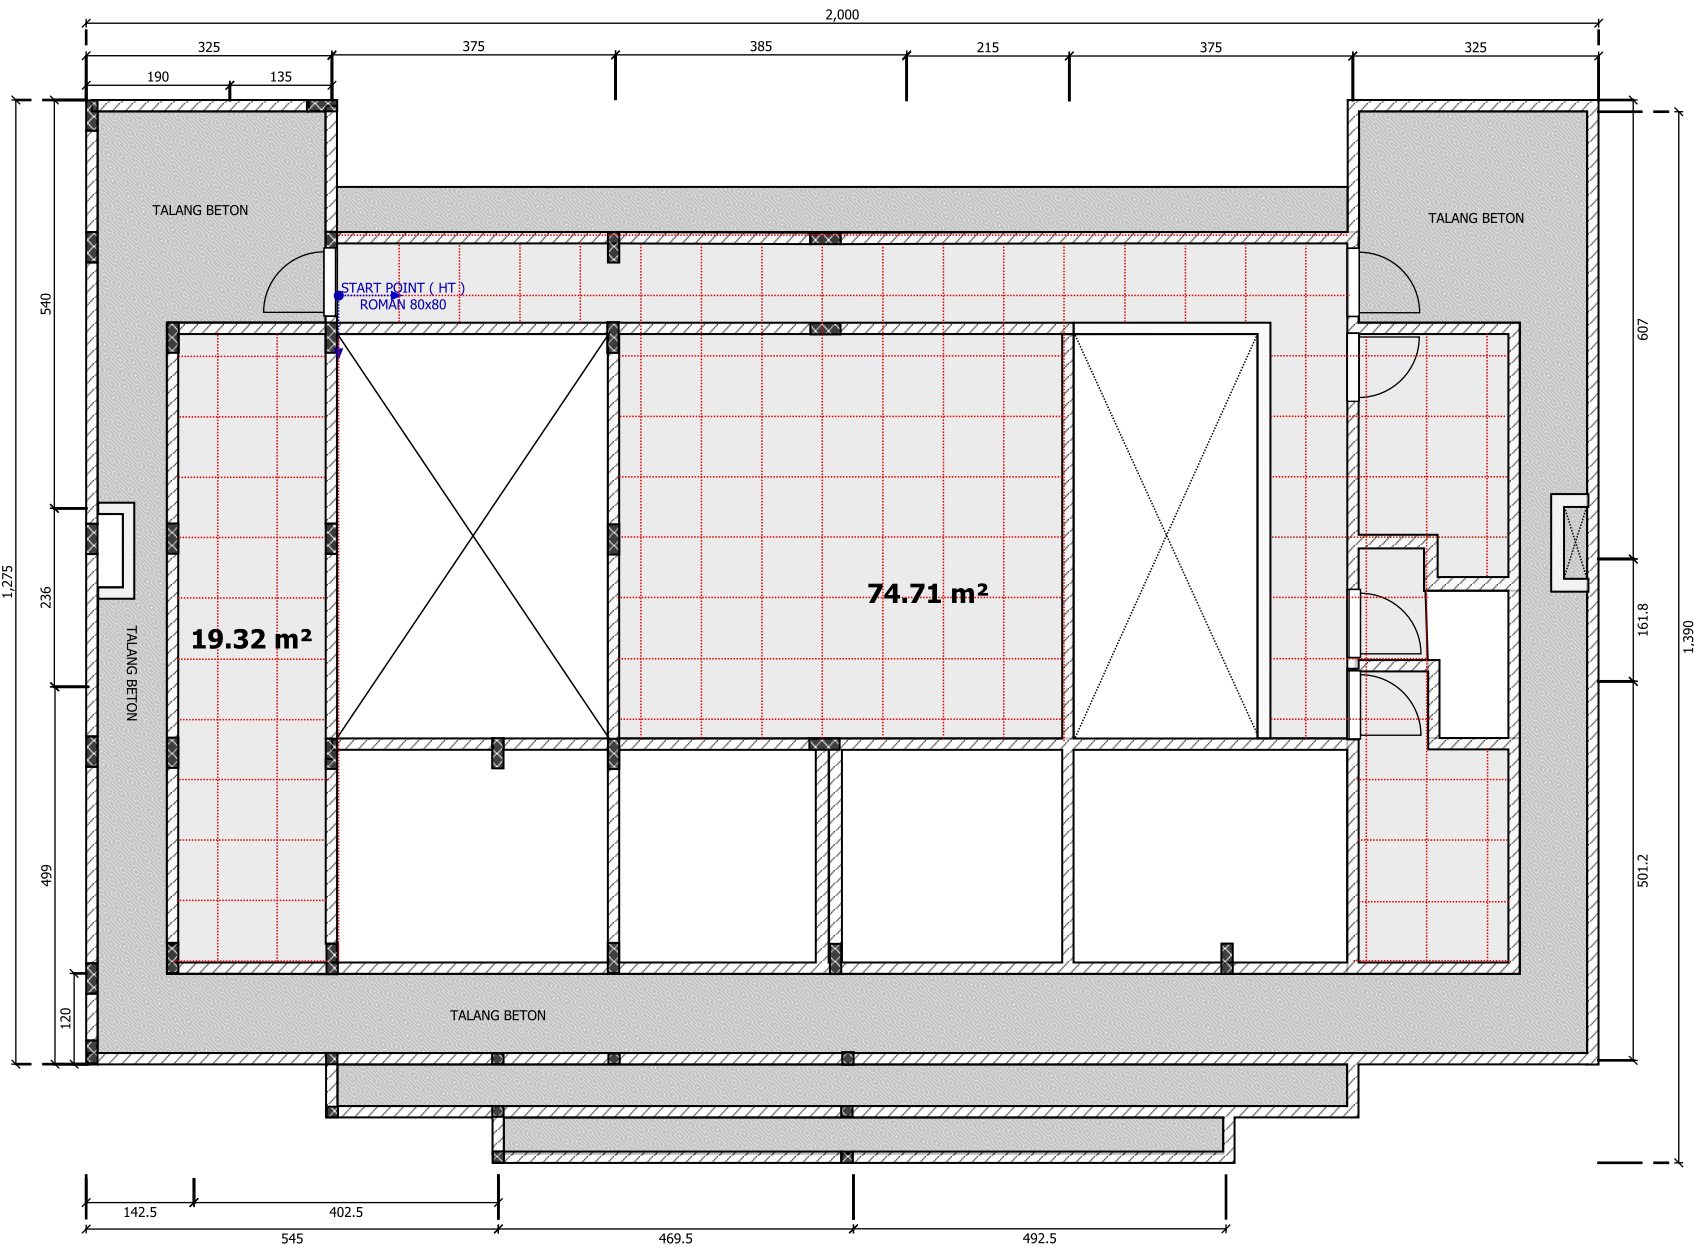 2,000
325
375
385
215
375
325
190
135
TALANG BETON
TALANG BETON
START POINT ( HT )
ROMAN 80x80
540
607
1,275
236
1,390
161.8
74.71 m²
19.32 m²
TALANG BETON
499
501.2
120
TALANG BETON
142.5
402.5
545
469.5
492.5